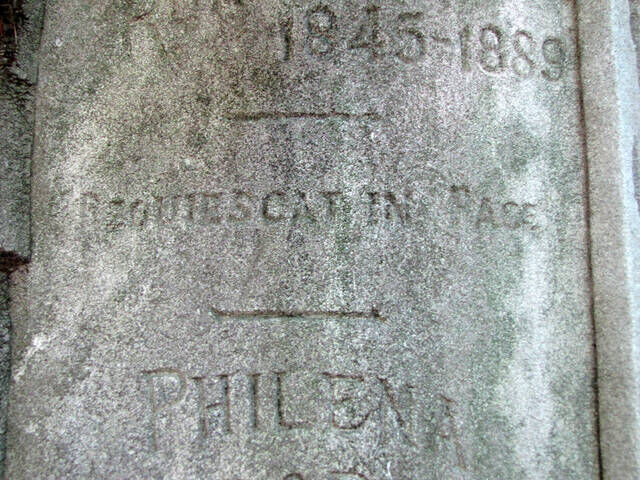 1845-1889
REQUIESCAT IN PACE
PHILENA